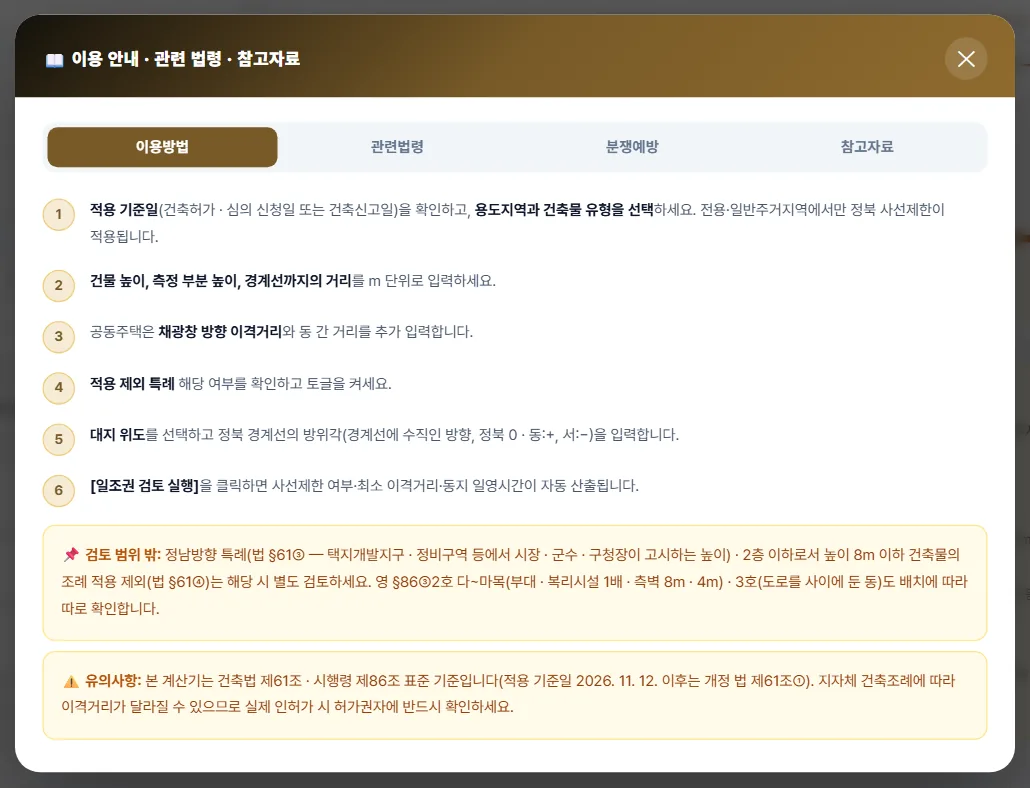 📖 이용 안내 · 관련 법령 · 참고자료
이용방법
관련법령
분쟁예방
참고자료
1
적용 기준일(건축허가 · 심의 신청일 또는 건축신고일)을 확인하고, 용도지역과 건축물 유형을 선택하세요. 전용·일반주거지역에서만 정북 사선제한이
적용됩니다.
2
건물 높이, 측정 부분 높이, 경계선까지의 거리를 m 단위로 입력하세요.
3
공동주택은 채광창 방향 이격거리와 동 간 거리를 추가 입력합니다.
4
적용 제외 특례 해당 여부를 확인하고 토글을 켜세요.
5
대지 위도를 선택하고 정북 경계선의 방위각(경계선에 수직인 방향, 정북 0 · 동:+, 서:−)을 입력합니다.
6
[일조권 검토 실행]을 클릭하면 사선제한 여부·최소 이격거리·동지 일영시간이 자동 산출됩니다.
📌 검토 범위 밖: 정남방향 특례(법 §61③ — 택지개발지구 · 정비구역 등에서 시장 · 군수 · 구청장이 고시하는 높이) · 2층 이하로서 높이 8m 이하 건축물의
조례 적용 제외(법 §61④)는 해당 시 별도 검토하세요. 영 §86③2호 다~마목(부대 · 복리시설 1배 · 측벽 8m · 4m) · 3호(도로를 사이에 둔 동)도 배치에 따라
따로 확인합니다.
⚠️ 유의사항: 본 계산기는 건축법 제61조 · 시행령 제86조 표준 기준입니다(적용 기준일 2026. 11. 12. 이후는 개정 법 제61조①). 지자체 건축조례에 따라
이격거리가 달라질 수 있으므로 실제 인허가 시 허가권자에 반드시 확인하세요.